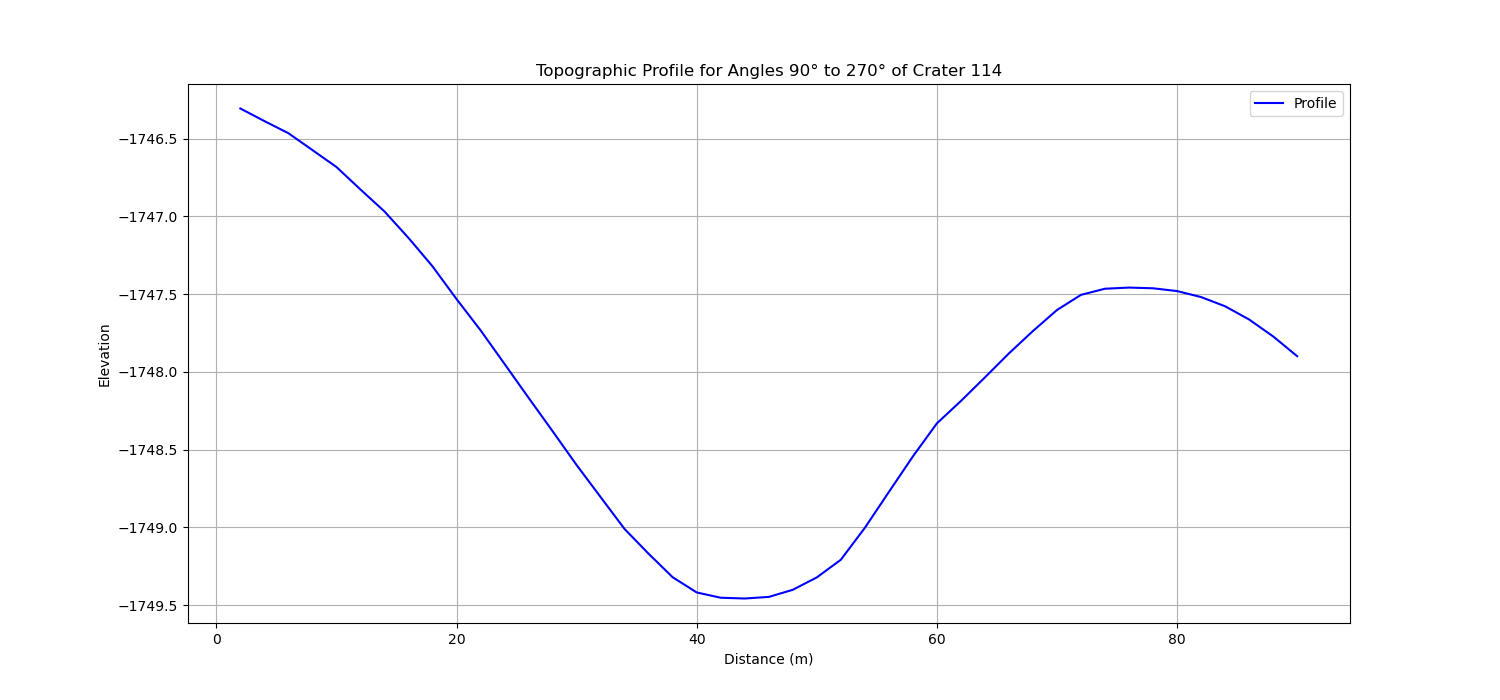 Topographic Profile for Angles 90° to 270° of Crater 114
Profile
−1746.5
−1747.0
−1747.5
−1748.0
−1748.5
−1749.0
−1749.5
Elevation
0 20 40 60 80
Distance (m)